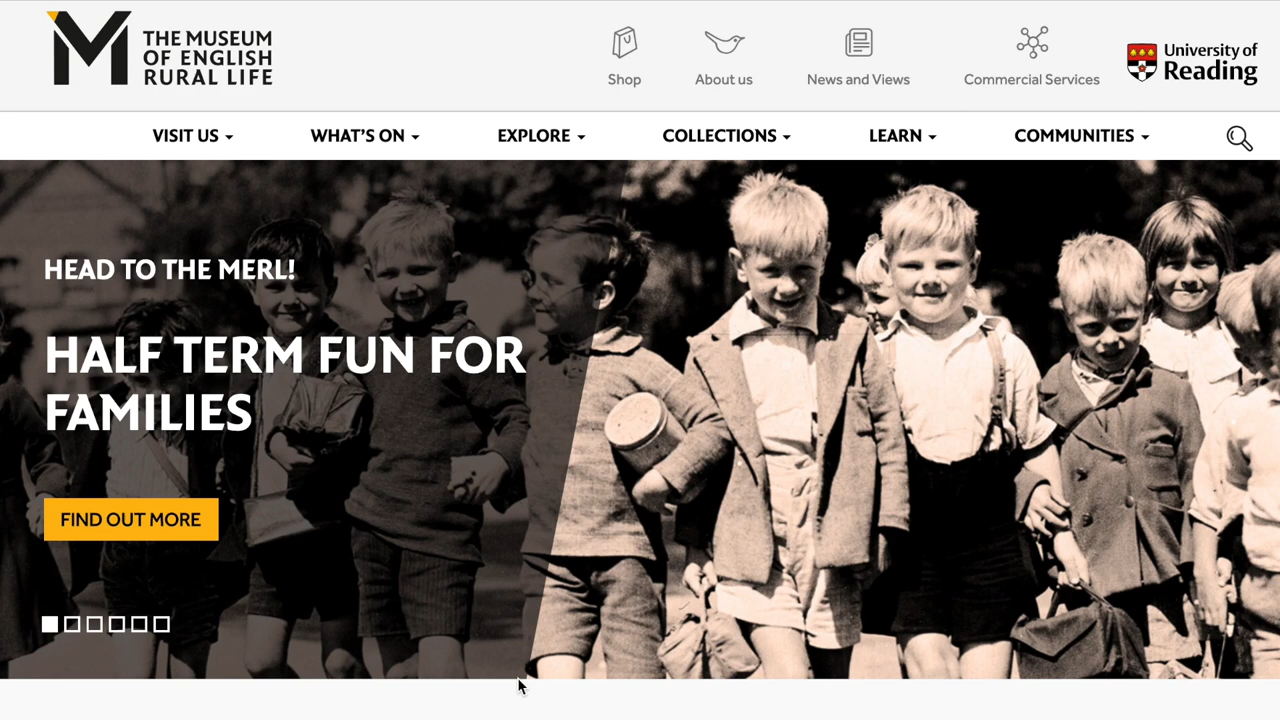 THE MUSEUM
OF ENGLISH
RURAL LIFE
Shop
About us
News and Views
Commercial Services
University of
Reading
VISIT US
WHAT'S ON
EXPLORE
COLLECTIONS
LEARN
COMMUNITIES
HEAD TO THE MERL!
HALF TERM FUN FOR
FAMILIES
FIND OUT MORE